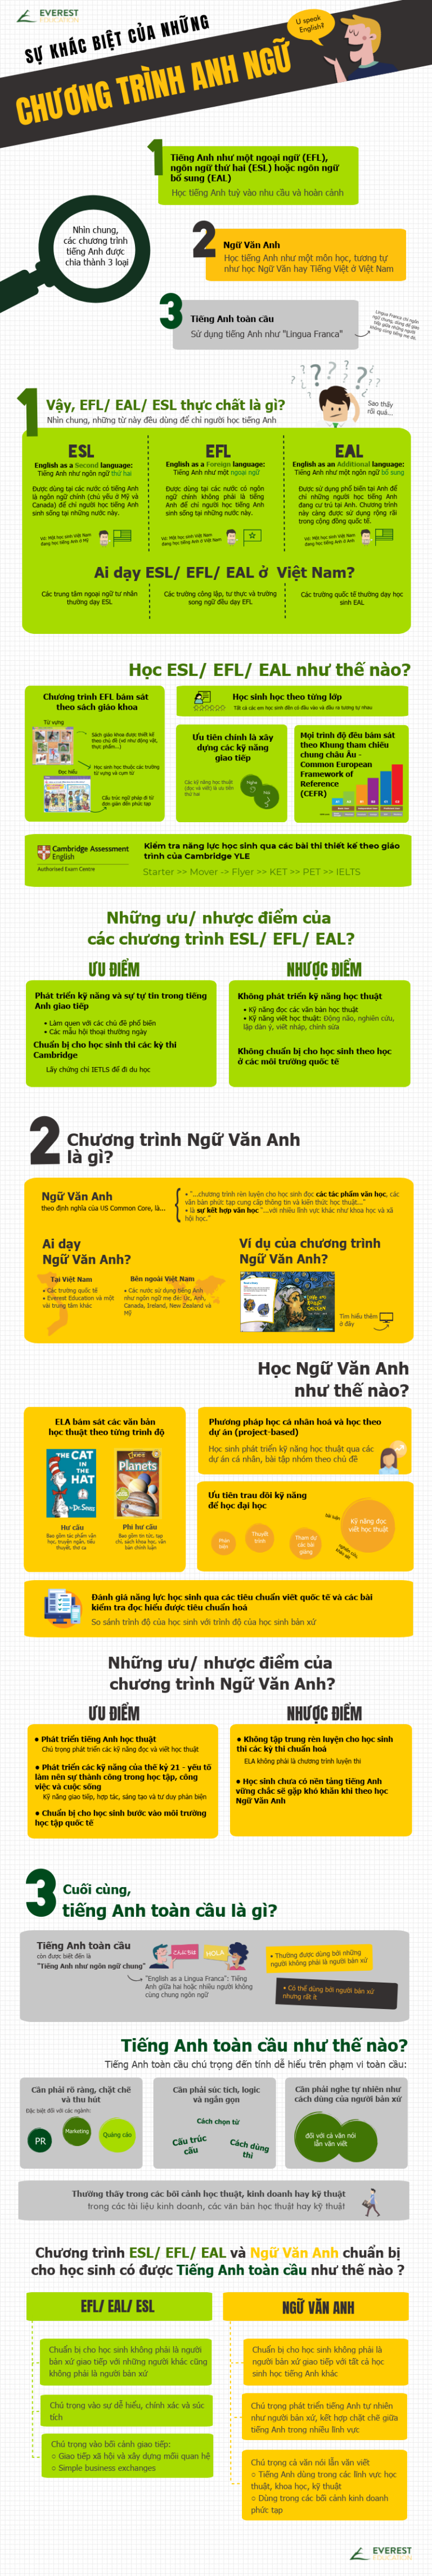 EVEREST
EDUCATION
SỰ KHÁC BIỆT CỦA NHỮNG
CHƯƠNG TRÌNH ANH NGỮ
U speak
English?
Nhìn chung,
các chương trình
tiếng Anh được
chia thành 3 loại
1
Tiếng Anh như một ngoại ngữ (EFL),
ngôn ngữ thứ hai (ESL) hoặc ngôn ngữ
bổ sung (EAL)
Học tiếng Anh tuỳ vào nhu cầu và hoàn cảnh
2
Ngữ Văn Anh
Học tiếng Anh như một môn học, tương tự
như học Ngữ Văn hay Tiếng Việt ở Việt Nam
3
Tiếng Anh toàn cầu
Sử dụng tiếng Anh như "Lingua Franca"
Sao thấy
rối quá...
1
Vậy, EFL/ EAL/ ESL thực chất là gì?
Nhìn chung, những từ này đều dùng để chỉ người học tiếng Anh
ESL
English as a Second language:
Tiếng Anh như ngôn ngữ thứ hai
Được dùng tại các nước có tiếng Anh
là ngôn ngữ chính (chủ yếu ở Mỹ và
Canada) để chỉ người học tiếng Anh
sinh sống tại những nước này.
Vd: Một học sinh Việt Nam
đang học tiếng Anh ở Mỹ
EFL
English as a Foreign language:
Tiếng Anh như một ngoại ngữ
Được dùng tại các nước có ngôn
ngữ chính không phải là tiếng
Anh để chỉ người học tiếng Anh
sinh sống tại những nước này.
Vd: Một học sinh Việt Nam
đang học tiếng Anh ở Việt Nam
EAL
English as an Additional language:
Tiếng Anh như một ngôn ngữ bổ sung
Được sử dụng phổ biến tại Anh để
chỉ những người học tiếng Anh
đang cư trú tại Anh. Chương trình
này cũng được sử dụng rộng rãi
trong cộng đồng quốc tế.
Vd: Một học sinh Việt Nam
đang học tiếng Anh ở Anh
Ai dạy ESL/ EFL/ EAL ở Việt Nam?
Các trung tâm ngoại ngữ tư nhân
thường dạy ESL
Các trường công lập, tư thục và trường
song ngữ đều dạy EFL
Các trường quốc tế thường dạy học
sinh EAL
Học ESL/ EFL/ EAL như thế nào?
Chương trình EFL bám sát
theo sách giáo khoa
Từ vựng
Sách giáo khoa được thiết kế
theo chủ đề (vd như động vật,
thực phẩm...)
Học sinh học thuộc các trường
từ vựng và cụm từ
Đọc hiểu
Cấu trúc ngữ pháp đi từ
đơn giản đến phức tạp
Học sinh học theo từng lớp
Tất cả các em học sinh đến có đầu vào và đầu ra tương tự nhau
Ưu tiên chính là xây
dựng các kỹ năng
giao tiếp
Các kỹ năng học thuật
(đọc và viết) là ưu tiên
thứ hai
Nghe
Nói
Mọi trình độ đều bám sát
theo Khung tham chiếu
chung châu Âu -
Common European
Framework of
Reference
(CEFR)
Cambridge Assessment
English
Authorised Exam Centre
Kiểm tra năng lực học sinh qua các bài thi thiết kế theo giáo
trình của Cambridge YLE
Starter >> Mover -> Flyer >> KET >> PET >> IELTS
Những ưu/ nhược điểm của
các chương trình ESL/ EFL/ EAL?
ƯU ĐIỂM
Phát triển kỹ năng và sự tự tin trong tiếng
Anh giao tiếp
• Làm quen với các chủ đề phổ biến
• Các mẫu hội thoại thường ngày
Chuẩn bị cho học sinh thi các kỳ thi
Cambridge
Lấy chứng chỉ IETLS để đi du học
NHƯỢC ĐIỂM
Không phát triển kỹ năng học thuật
• Kỹ năng đọc các văn bản học thuật
• Kỹ năng viết học thuật: Động não, nghiên cứu,
lập dàn ý, viết nháp, chỉnh sửa
Không chuẩn bị cho học sinh theo học
ở các môi trường quốc tế
2
Chương trình Ngữ Văn Anh
là gì?
Ngữ Văn Anh
theo định nghĩa của US Common Core, là...
• "...chương trình rèn luyện cho học sinh đọc các tác phẩm văn học, các
văn bản phức tạp cung cấp thông tin và kiến thức học thuật..."
• là sự kết hợp văn học "...với nhiều lĩnh vực khác như khoa học và xã
hội học."
Ai dạy
Ngữ Văn Anh?
Tại Việt Nam
• Các trường quốc tế
• Everest Education và một
vài trung tâm khác
Bên ngoài Việt Nam
• Các nước sử dụng tiếng Anh
như ngôn ngữ mẹ đẻ: Úc, Anh,
Canada, Ireland, New Zealand và
Mỹ
Ví dụ của chương trình
Ngữ Văn Anh?
Tìm hiểu thêm
ở đây
Học Ngữ Văn Anh
như thế nào?
ELA bám sát các văn bản
học thuật theo từng trình độ
THE CAT
IN
THE
HAT
By Dr. Seuss
Planets
Hư cấu
Bao gồm tác phẩm văn
học, truyện ngắn, tiểu
thuyết, thơ ca
Phi hư cấu
Bao gồm tin tức, tạp
chí, sách khoa học, văn
bản chính luận
Phương pháp học cá nhân hoá và học theo
dự án (project-based)
Học sinh phát triển kỹ năng học thuật qua các
dự án cá nhân, bài tập nhóm theo chủ đề
Ưu tiên trau dồi kỹ năng
để học đại học
Phản
biện
Thuyết
trình
Tham dự
các bài
giảng
Kỹ năng đọc
viết học thuật
Đánh giá năng lực học sinh qua các tiêu chuẩn viết quốc tế và các bài
kiểm tra đọc hiểu được tiêu chuẩn hoá
So sánh trình độ của học sinh với trình độ của học sinh bản xứ
Những ưu/ nhược điểm của
chương trình Ngữ Văn Anh?
ƯU ĐIỂM
• Phát triển tiếng Anh học thuật
Chú trọng phát triển các kỹ năng đọc và viết học thuật
• Phát triển các kỹ năng của thế kỷ 21 - yếu tố
làm nên sự thành công trong học tập, công
việc và cuộc sống
Kỹ năng giao tiếp, hợp tác, sáng tạo và tư duy phản biện
• Chuẩn bị cho học sinh bước vào môi trường
học tập quốc tế
NHƯỢC ĐIỂM
• Không tập trung rèn luyện cho học sinh
thi các kỳ thi chuẩn hoá
ELA không phải là chương trình luyện thi
• Học sinh chưa có nền tảng tiếng Anh
vững chắc sẽ gặp khó khăn khi theo học
Ngữ Văn Anh
3
Cuối cùng,
tiếng Anh toàn cầu là gì?
Tiếng Anh toàn cầu
còn được biết đến là
"Tiếng Anh như ngôn ngữ chung"
HOLA
"English as a Lingua Franca": Tiếng
Anh giữa hai hoặc nhiều người không
cùng chung ngôn ngữ
• Thường được dùng bởi những
người không phải là người bản xứ
• Có thể dùng bởi người bản xứ
nhưng rất ít
Tiếng Anh toàn cầu như thế nào?
Tiếng Anh toàn cầu chú trọng đến tính dễ hiểu trên phạm vi toàn cầu:
Cần phải rõ ràng, chặt chẽ
và thu hút
Đặc biệt đối với các ngành:
PR
Marketing
Quảng cáo
Cần phải súc tích, logic
và ngắn gọn
Cách chọn từ
Cấu trúc
câu
Cách dùng
thì
Cần phải nghe tự nhiên như
cách dùng của người bản xứ
đối với cả văn nói
lẫn văn viết
Thường thấy trong các bối cảnh học thuật, kinh doanh hay kỹ thuật
trong các tài liệu kinh doanh, các văn bản học thuật hay kỹ thuật
Chương trình ESL/ EFL/ EAL và Ngữ Văn Anh chuẩn bị
cho học sinh có được Tiếng Anh toàn cầu như thế nào ?
EFL/ EAL/ ESL
Chuẩn bị cho học sinh không phải là người
bản xứ giao tiếp với những người khác cũng
không phải là người bản xứ
Chú trọng vào sự dễ hiểu, chính xác và súc
tích
Chú trọng vào bối cảnh giao tiếp:
○ Giao tiếp xã hội và xây dựng mối quan hệ
○ Simple business exchanges
NGỮ VĂN ANH
Chuẩn bị cho học sinh không phải là
người bản xứ giao tiếp với tất cả học
sinh học tiếng Anh khác
Chú trọng phát triển tiếng Anh tự nhiên
như người bản xứ, kết hợp chặt chẽ giữa
tiếng Anh trong nhiều lĩnh vực
Chú trọng cả văn nói lẫn văn viết
○ Tiếng Anh dùng trong các lĩnh vực học
thuật, khoa học, kỹ thuật
○ Dùng trong các bối cảnh kinh doanh
phức tạp
EVEREST
EDUCATION